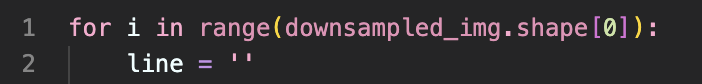 1 for i in range(downsampled_img.shape[0]):
2     line = ''